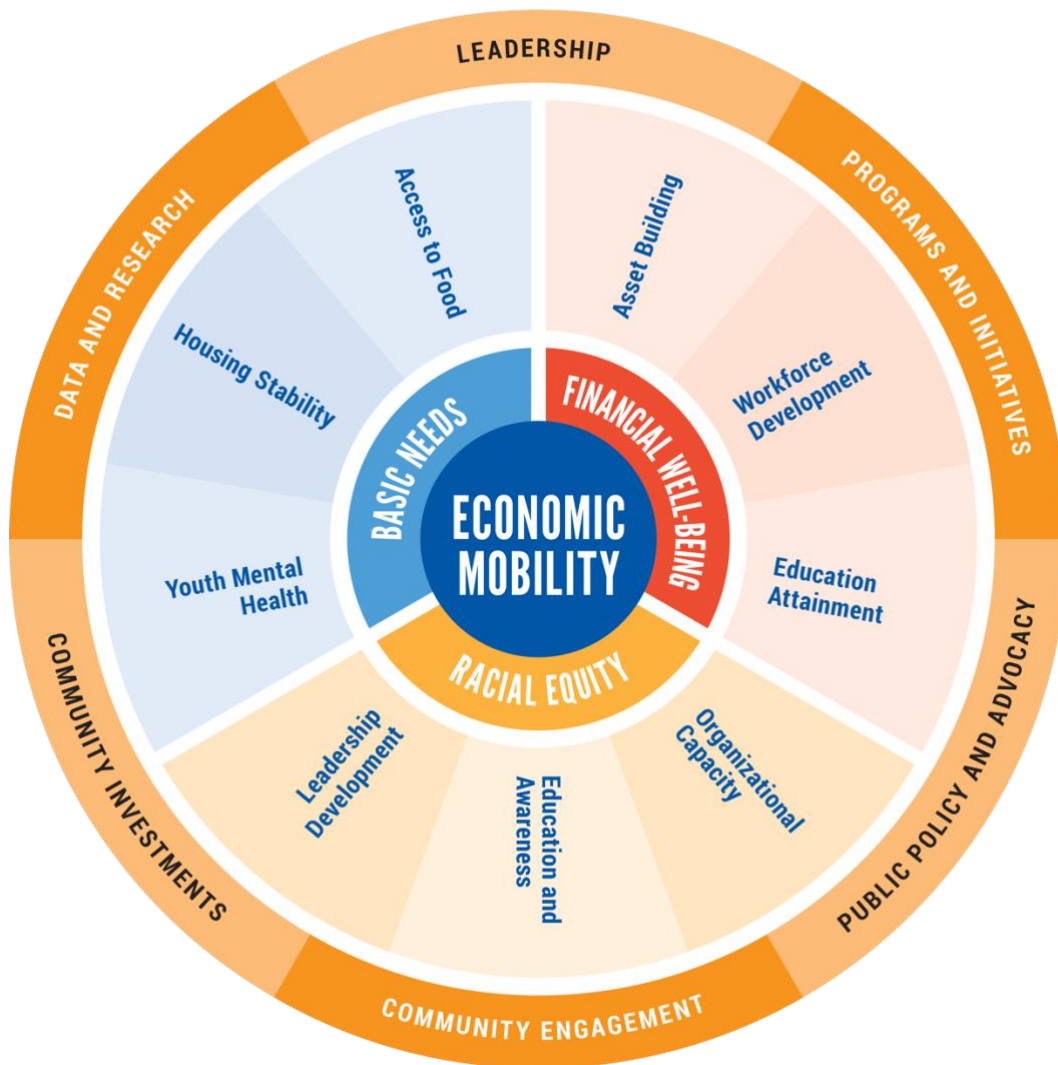 LEADERSHIP
PROGRAMS AND INITIATIVES
PUBLIC POLICY AND ADVOCACY
COMMUNITY ENGAGEMENT
COMMUNITY INVESTMENTS
DATA AND RESEARCH
Access to Food
Housing Stability
Youth Mental
Health
Asset Building
Workforce
Development
Education
Attainment
Organizational
Capacity
Education and
Awareness
Leadership
Development
BASIC NEEDS
FINANCIAL WELL-BEING
RACIAL EQUITY
ECONOMIC
MOBILITY